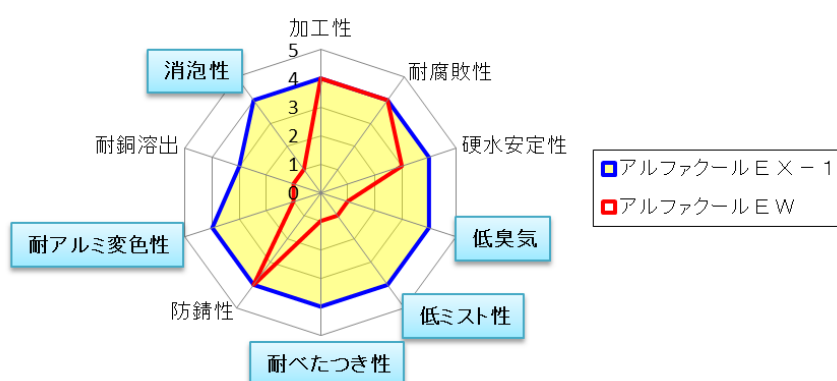 加工性
5
4
3
2
1
0
耐腐敗性
硬水安定性
低臭気
低ミスト性
耐べたつき性
防錆性
耐アルミ変色性
耐銅溶出
消泡性
アルファクールＥＸ－１
アルファクールＥＷ